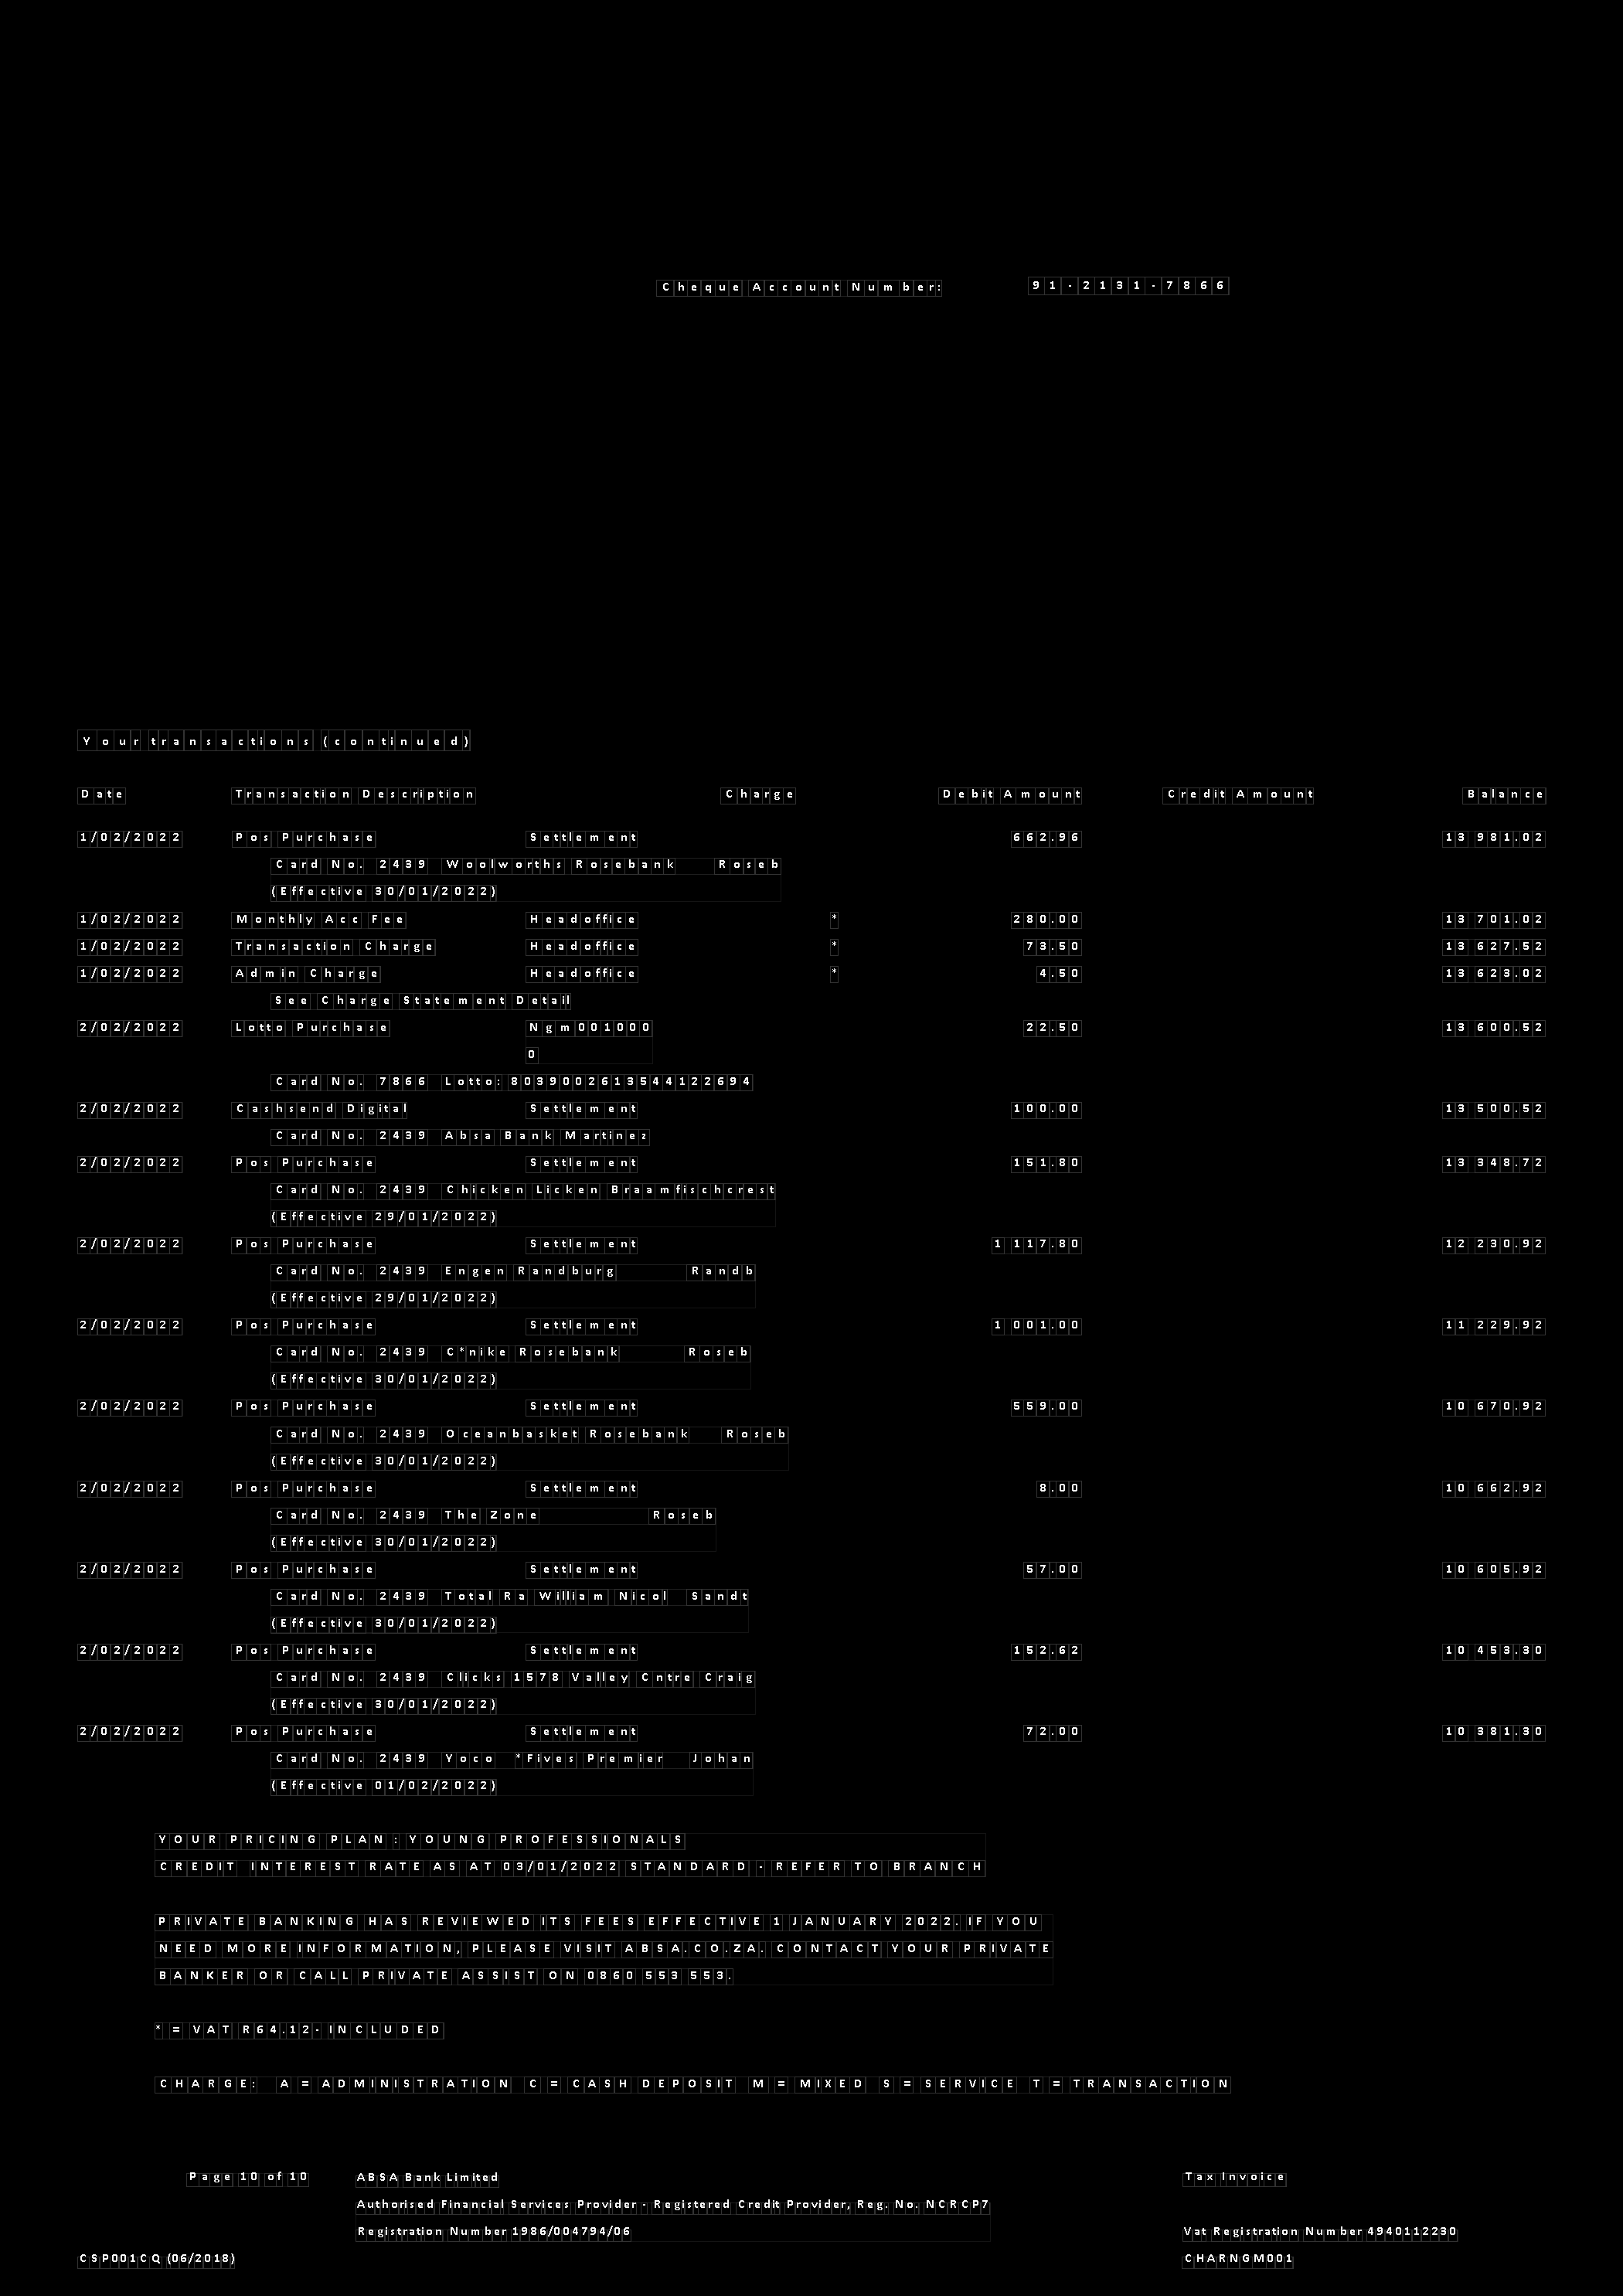 Cheque Account Number: 91-2131-7866
Your transactions (continued)
Date Transaction Description Charge Debit Amount Credit Amount Balance
1/02/2022 Pos Purchase Settlement 662.96 13 981.02
Card No. 2439 Woolworths Rosebank Roseb
(Effective 30/01/2022)
1/02/2022 Monthly Acc Fee Headoffice * 280.00 13 701.02
1/02/2022 Transaction Charge Headoffice * 73.50 13 627.52
1/02/2022 Admin Charge Headoffice * 4.50 13 623.02
See Charge Statement Detail
2/02/2022 Lotto Purchase Ngm001000 22.50 13 600.52
0
Card No. 7866 Lotto: 8039002613544122694
2/02/2022 Cashsend Digital Settlement 100.00 13 500.52
Card No. 2439 Absa Bank Martinez
2/02/2022 Pos Purchase Settlement 151.80 13 348.72
Card No. 2439 Chicken Licken Braamfischcrest
(Effective 29/01/2022)
2/02/2022 Pos Purchase Settlement 1 117.80 12 230.92
Card No. 2439 Engen Randburg Randb
(Effective 29/01/2022)
2/02/2022 Pos Purchase Settlement 1 001.00 11 229.92
Card No. 2439 C*nike Rosebank Roseb
(Effective 30/01/2022)
2/02/2022 Pos Purchase Settlement 559.00 10 670.92
Card No. 2439 Oceanbasket Rosebank Roseb
(Effective 30/01/2022)
2/02/2022 Pos Purchase Settlement 8.00 10 662.92
Card No. 2439 The Zone Roseb
(Effective 30/01/2022)
2/02/2022 Pos Purchase Settlement 57.00 10 605.92
Card No. 2439 Total Ra William Nicol Sandt
(Effective 30/01/2022)
2/02/2022 Pos Purchase Settlement 152.62 10 453.30
Card No. 2439 Clicks 1578 Valley Cntre Craig
(Effective 30/01/2022)
2/02/2022 Pos Purchase Settlement 72.00 10 381.30
Card No. 2439 Yoco *Fives Premier Johan
(Effective 01/02/2022)
YOUR PRICING PLAN : YOUNG PROFESSIONALS
CREDIT INTEREST RATE AS AT 03/01/2022 STANDARD - REFER TO BRANCH
PRIVATE BANKING HAS REVIEWED ITS FEES EFFECTIVE 1 JANUARY 2022. IF YOU
NEED MORE INFORMATION, PLEASE VISIT ABSA.CO.ZA. CONTACT YOUR PRIVATE
BANKER OR CALL PRIVATE ASSIST ON 0860 553 553.
* = VAT R64.12- INCLUDED
CHARGE: A = ADMINISTRATION C = CASH DEPOSIT M = MIXED S = SERVICE T = TRANSACTION
Page 10 of 10 ABSA Bank Limited Tax Invoice
Authorised Financial Services Provider - Registered Credit Provider, Reg. No. NCRCP7
Registration Number 1986/004794/06 Vat Registration Number 4940112230
CSP001CQ (06/2018) CHARNGM001